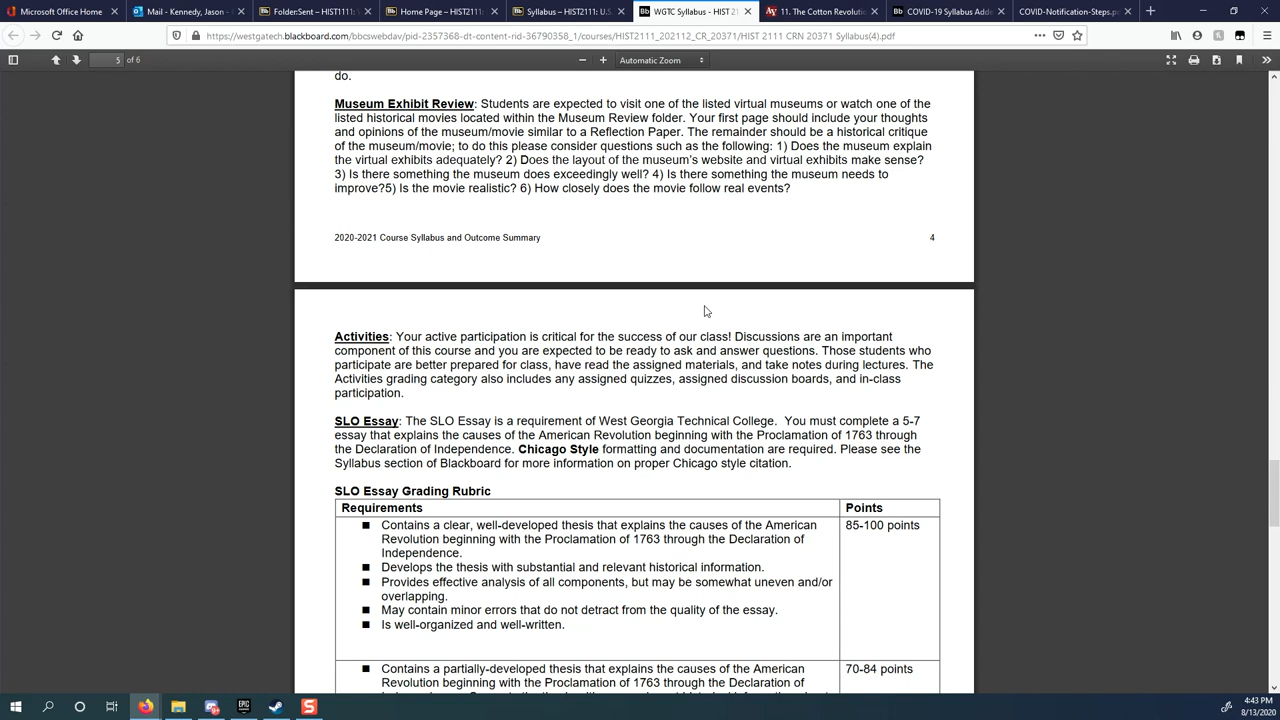 Microsoft Office Home
Mail - Kennedy, Jason -
FolderSent – HIST1111:
Home Page – HIST2111:
Syllabus – HIST2111: U.S.
WGTC Syllabus - HIST 21
11. The Cotton Revolutio
COVID-19 Syllabus Adde
COVID-Notification-Steps.p
https://westgatech.blackboard.com/bbcswebdav/pid-2357368-dt-content-rid-36790358_1/courses/HIST2111_202112_CR_20371/HIST 2111 CRN 20371 Syllabus(4).pdf
5 of 6
Automatic Zoom
do.
Museum Exhibit Review: Students are expected to visit one of the listed virtual museums or watch one of the
listed historical movies located within the Museum Review folder. Your first page should include your thoughts
and opinions of the museum/movie similar to a Reflection Paper. The remainder should be a historical critique
of the museum/movie; to do this please consider questions such as the following: 1) Does the museum explain
the virtual exhibits adequately? 2) Does the layout of the museum's website and virtual exhibits make sense?
3) Is there something the museum does exceedingly well? 4) Is there something the museum needs to
improve?5) Is the movie realistic? 6) How closely does the movie follow real events?
2020-2021 Course Syllabus and Outcome Summary 4
Activities: Your active participation is critical for the success of our class! Discussions are an important
component of this course and you are expected to be ready to ask and answer questions. Those students who
participate are better prepared for class, have read the assigned materials, and take notes during lectures. The
Activities grading category also includes any assigned quizzes, assigned discussion boards, and in-class
participation.
SLO Essay: The SLO Essay is a requirement of West Georgia Technical College. You must complete a 5-7
essay that explains the causes of the American Revolution beginning with the Proclamation of 1763 through
the Declaration of Independence. Chicago Style formatting and documentation are required. Please see the
Syllabus section of Blackboard for more information on proper Chicago style citation.
SLO Essay Grading Rubric
Requirements Points
Contains a clear, well-developed thesis that explains the causes of the American 85-100 points
Revolution beginning with the Proclamation of 1763 through the Declaration of
Independence.
Develops the thesis with substantial and relevant historical information.
Provides effective analysis of all components, but may be somewhat uneven and/or
overlapping.
May contain minor errors that do not detract from the quality of the essay.
Is well-organized and well-written.
Contains a partially-developed thesis that explains the causes of the American 70-84 points
Revolution beginning with the Proclamation of 1763 through the Declaration of
4:43 PM
8/13/2020